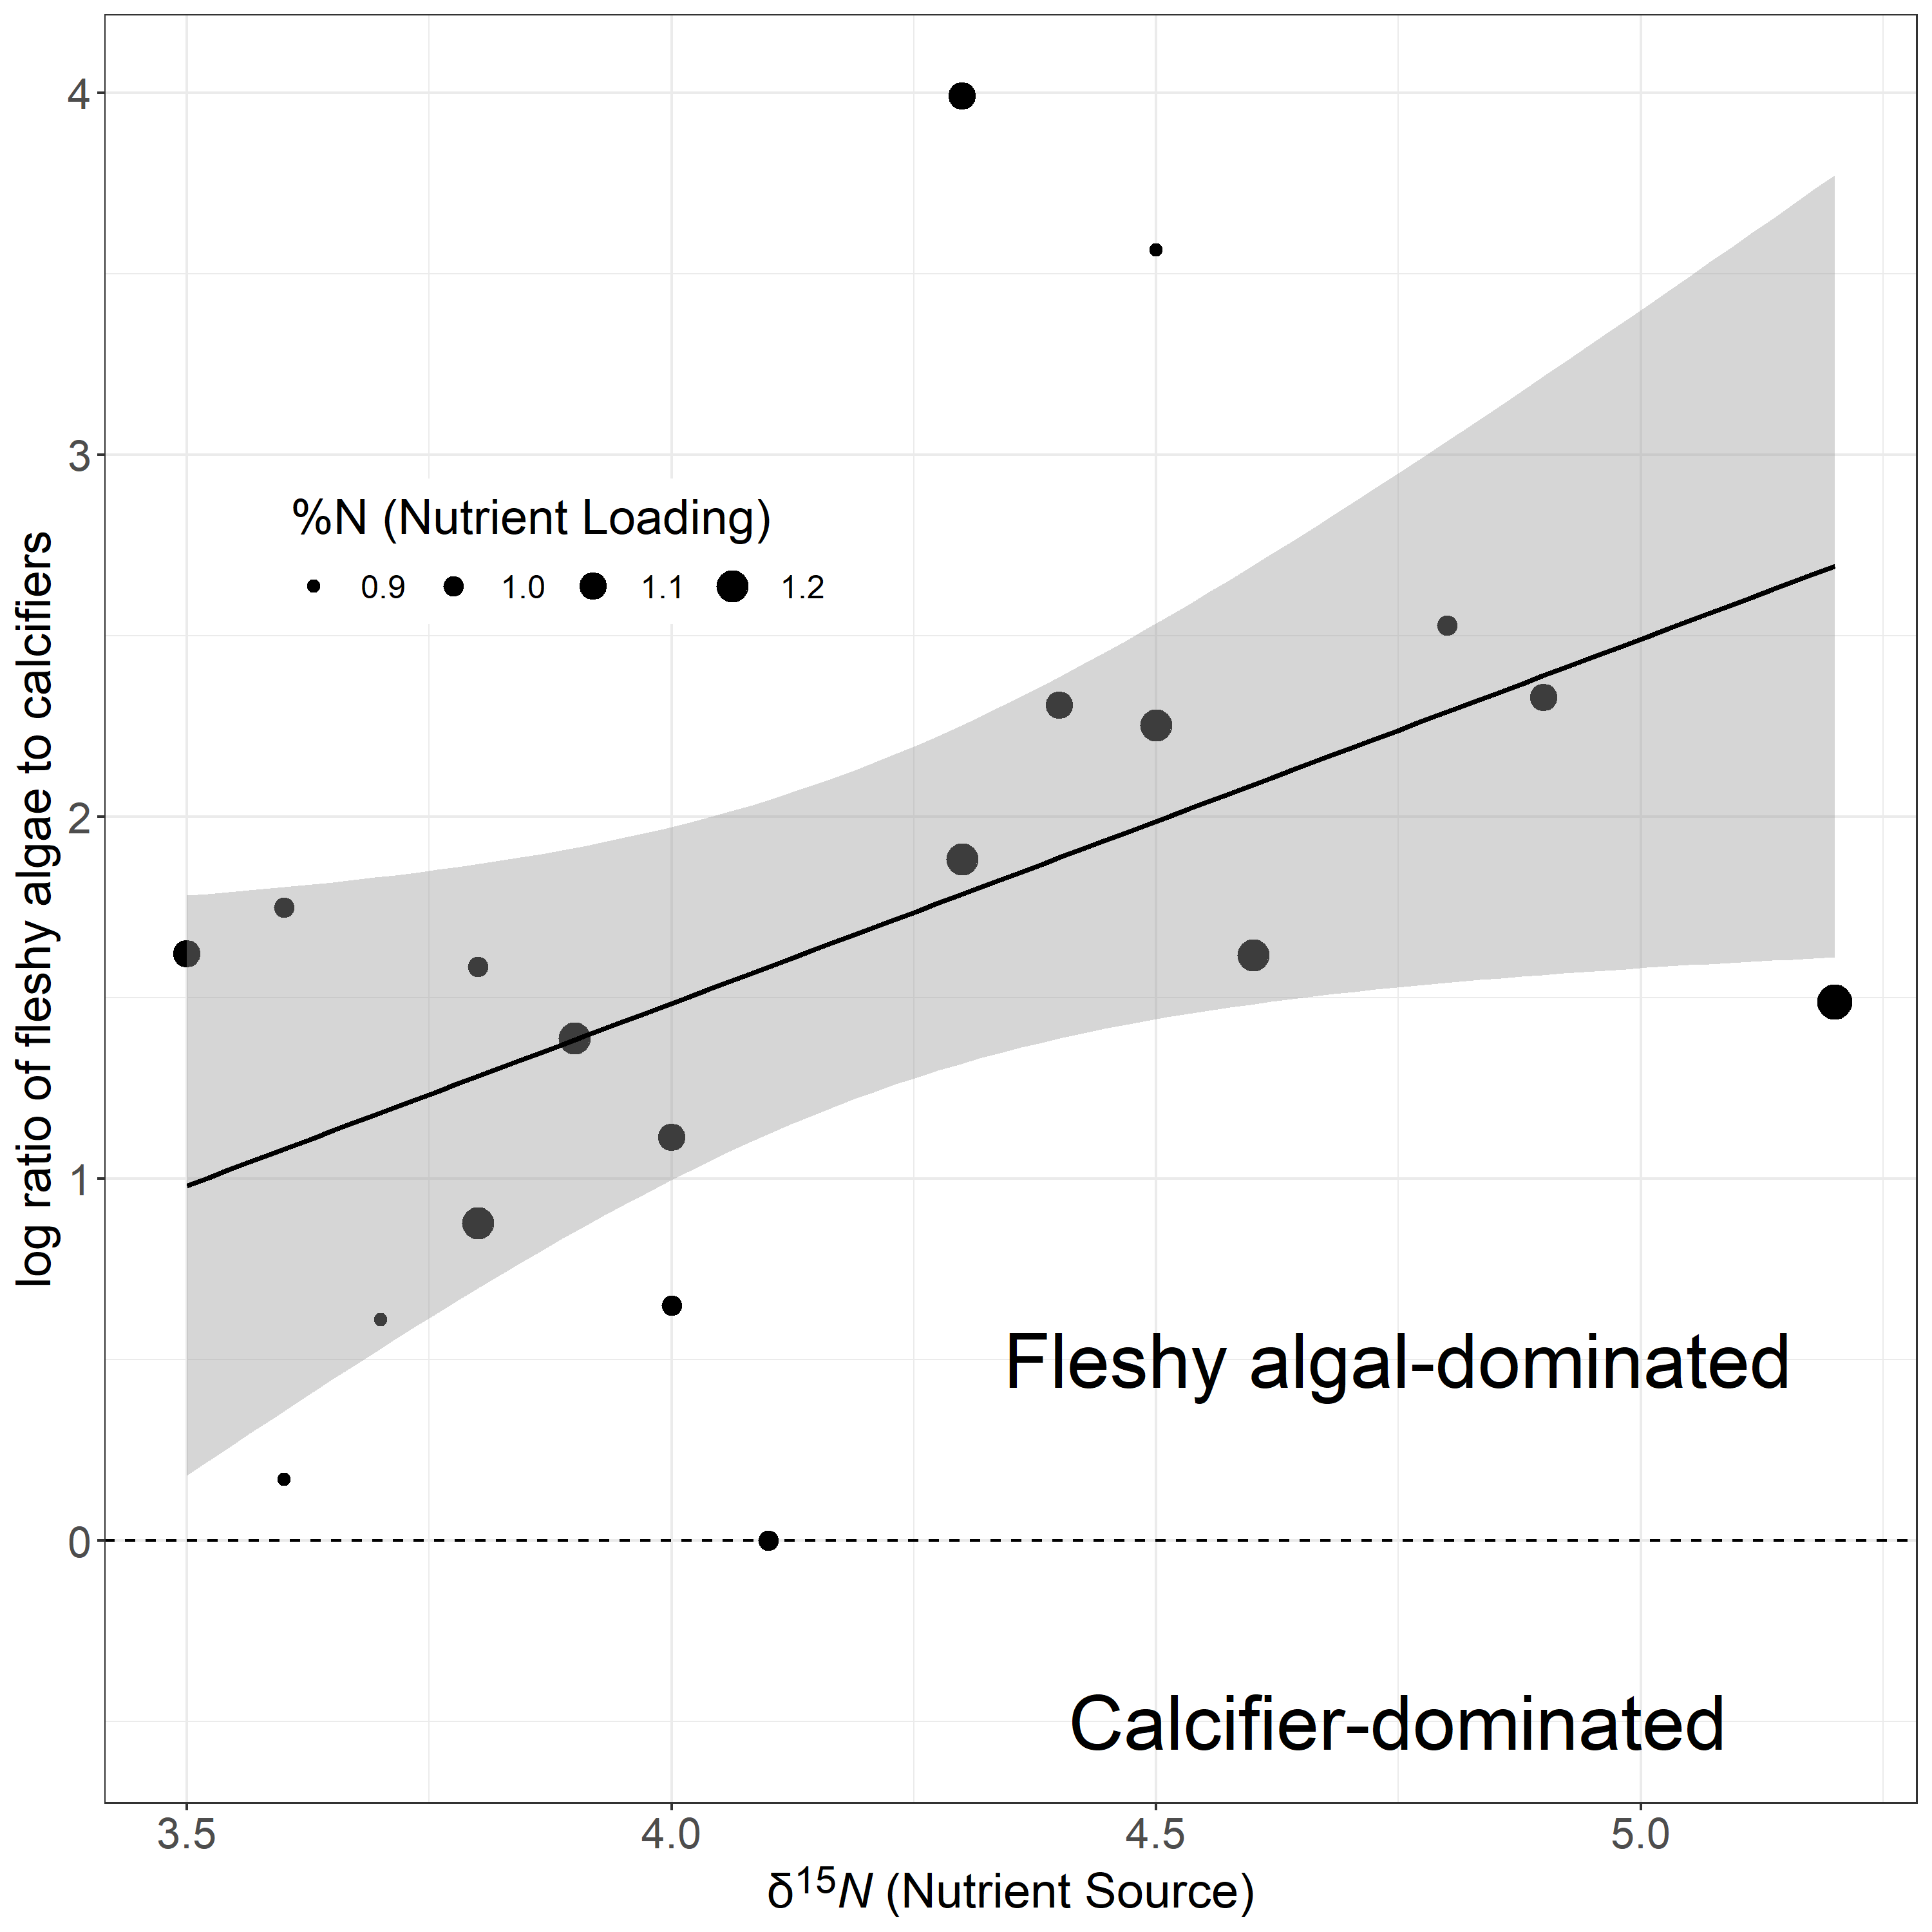 4
3
2
1
0
log ratio of fleshy algae to calcifiers
%N (Nutrient Loading)
0.9 1.0 1.1 1.2
Fleshy algal-dominated
Calcifier-dominated
3.5 4.0 4.5 5.0
δ¹⁵N (Nutrient Source)